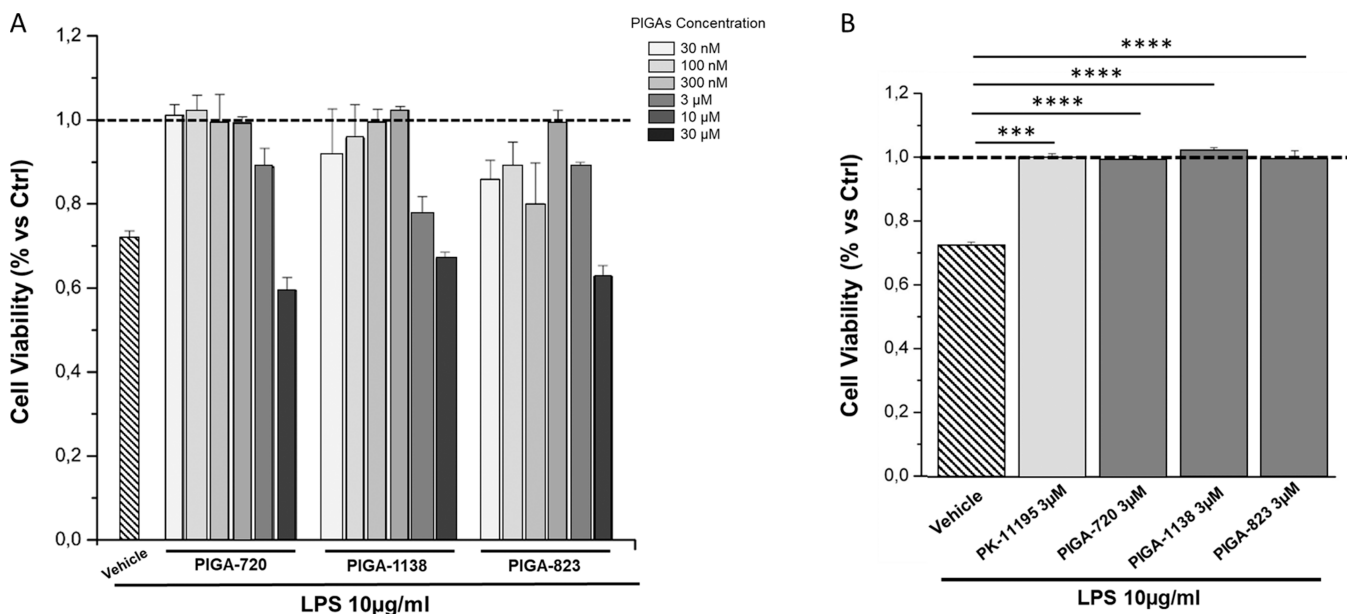 A
PIGAs Concentration
30 nM
100 nM
300 nM
3 µM
10 µM
30 µM
Cell Viability (% vs Ctrl)
1,2
1,0
0,8
0,6
0,4
0,2
0,0
Vehicle
PIGA-720
PIGA-1138
PIGA-823
LPS 10µg/ml
B
****
****
****
***
Cell Viability (% vs Ctrl)
1,2
1,0
0,8
0,6
0,4
0,2
0,0
Vehicle
PK-11195 3µM
PIGA-720 3µM
PIGA-1138 3µM
PIGA-823 3µM
LPS 10µg/ml